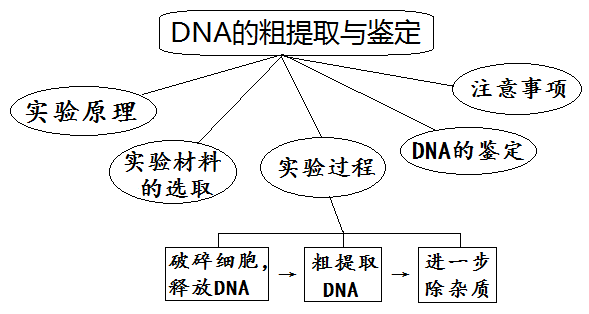 DNA的粗提取与鉴定
实验原理
实验材料
的选取
实验过程
DNA的鉴定
注意事项
破碎细胞，
释放DNA
→
粗提取
DNA
→
进一步
除杂质